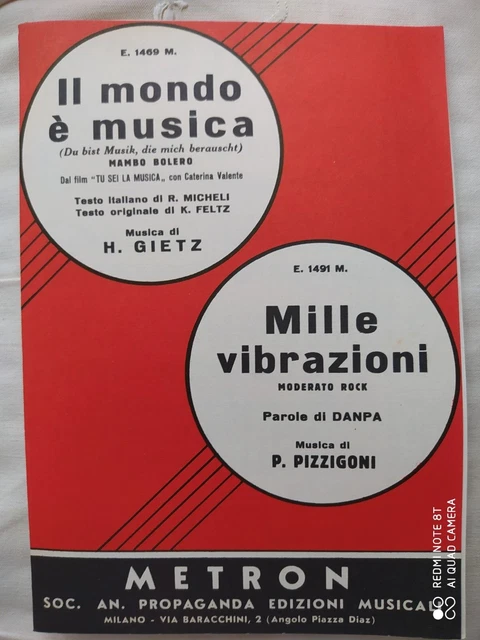 E. 1469 M.
Il mondo
è musica
(Du bist Musik, die mich berauscht)
MAMBO BOLERO
Dal film "TU SEI LA MUSICA„ con Caterina Valente
Testo italiano di R. MICHELI
Testo originale di K. FELTZ
Musica di
H. GIETZ
E. 1491 M.
Mille
vibrazioni
MODERATO ROCK
Parole di DANPA
Musica di
P. PIZZIGONI
METRON
SOC. AN. PROPAGANDA EDIZIONI MUSICALI
MILANO - VIA BARACCHINI, 2 (Angolo Piazza Diaz)
REDMI NOTE 8T
AI QUAD CAMERA